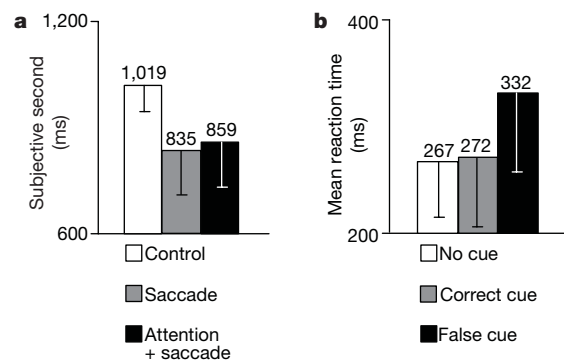 a
1,200
Subjective second
(ms)
1,019
835
859
600
Control
Saccade
Attention
+ saccade
b
400
Mean reaction time
(ms)
267
272
332
200
No cue
Correct cue
False cue